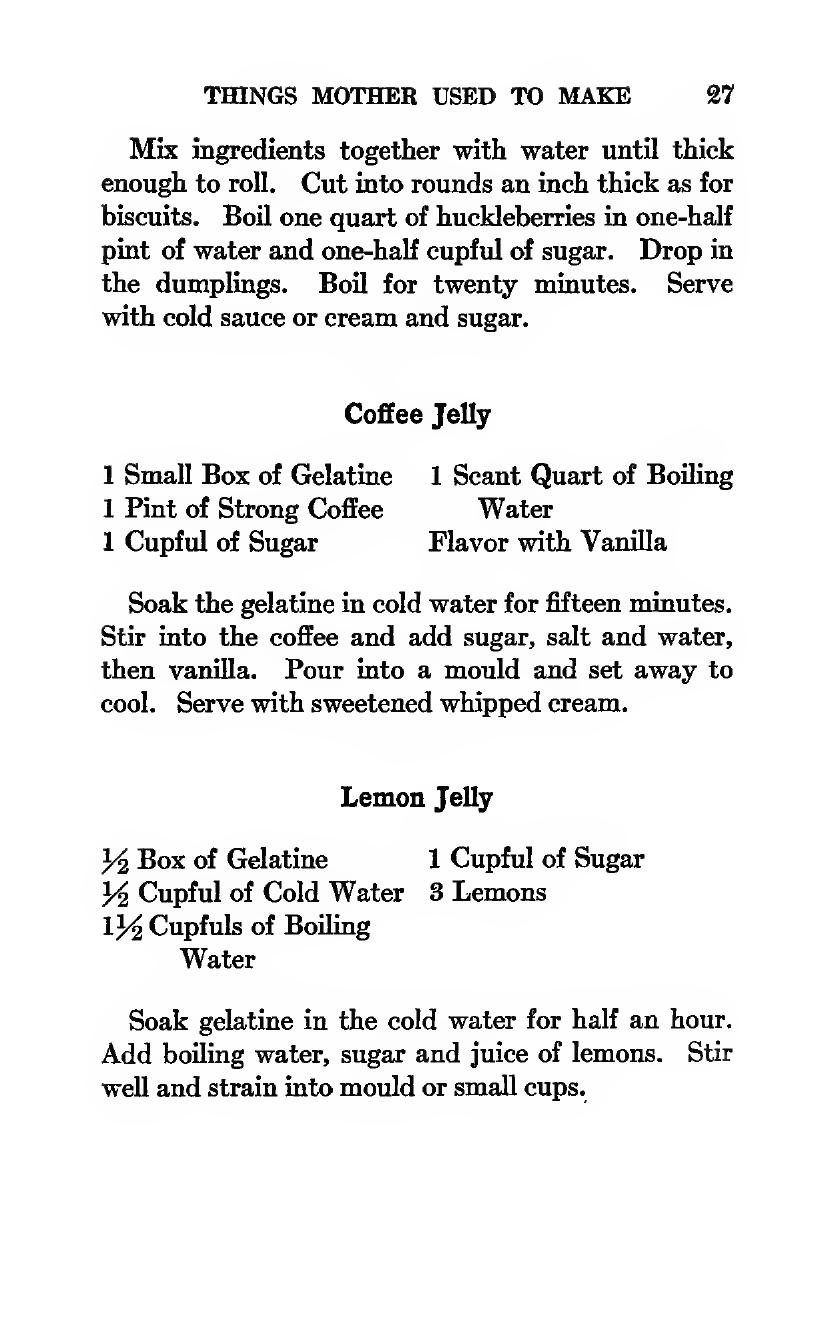 THINGS MOTHER USED TO MAKE 27
Mix ingredients together with water until thick
enough to roll. Cut into rounds an inch thick as for
biscuits. Boil one quart of huckleberries in one-half
pint of water and one-half cupful of sugar. Drop in
the dumplings. Boil for twenty minutes. Serve
with cold sauce or cream and sugar.
Coffee Jelly
1 Small Box of Gelatine
1 Pint of Strong Coffee
1 Cupful of Sugar
1 Scant Quart of Boiling
Water
Flavor with Vanilla
Soak the gelatine in cold water for fifteen minutes.
Stir into the coffee and add sugar, salt and water,
then vanilla. Pour into a mould and set away to
cool. Serve with sweetened whipped cream.
Lemon Jelly
½ Box of Gelatine
½ Cupful of Cold Water
1½ Cupfuls of Boiling
Water
1 Cupful of Sugar
3 Lemons
Soak gelatine in the cold water for half an hour.
Add boiling water, sugar and juice of lemons. Stir
well and strain into mould or small cups.